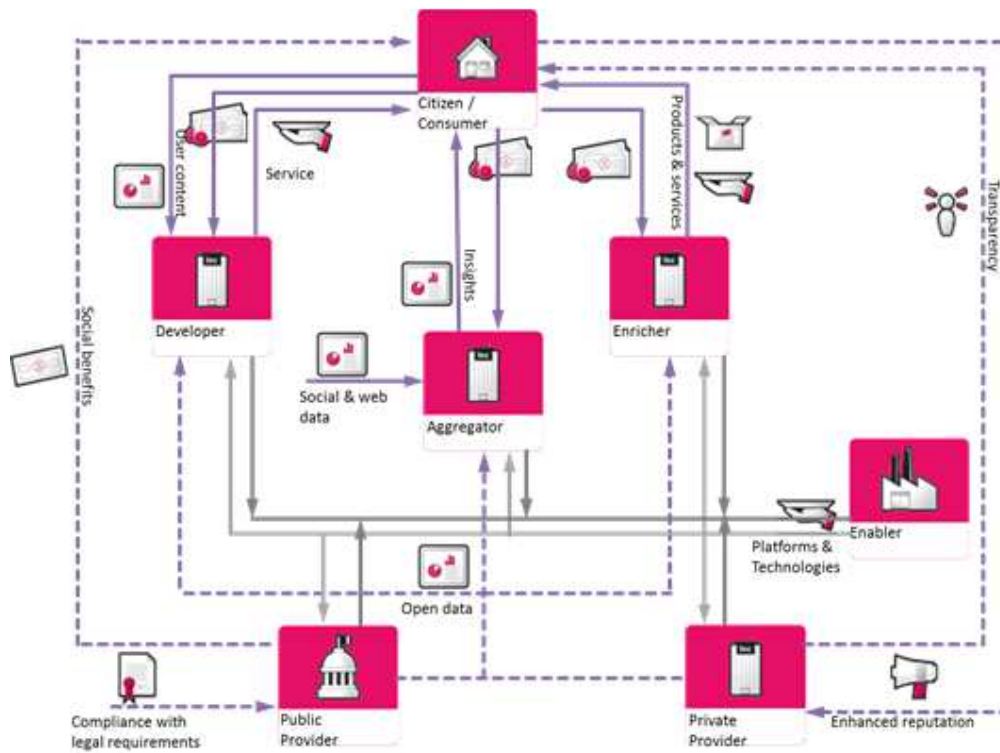 Citizen /
Consumer
User content
Service
Products & services
Transparency
Insights
Developer
Enricher
Social benefits
Social & web
data
Aggregator
Enabler
Platforms &
Technologies
Open data
Compliance with
legal requirements
Public
Provider
Private
Provider
Enhanced reputation